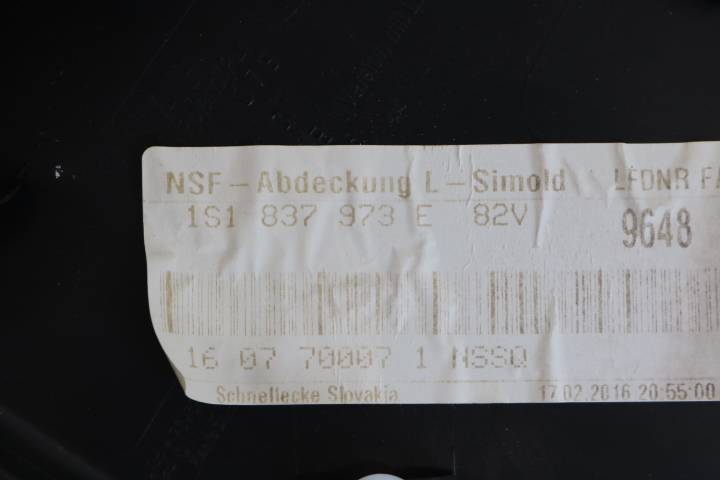 NSF-Abdeckung L-Simold LFDNR
1S1 837 973 E 82V 9648
16 07 70007 1 NSSQ
Schnellecke Slovakia 17.02.2016 20:55:00